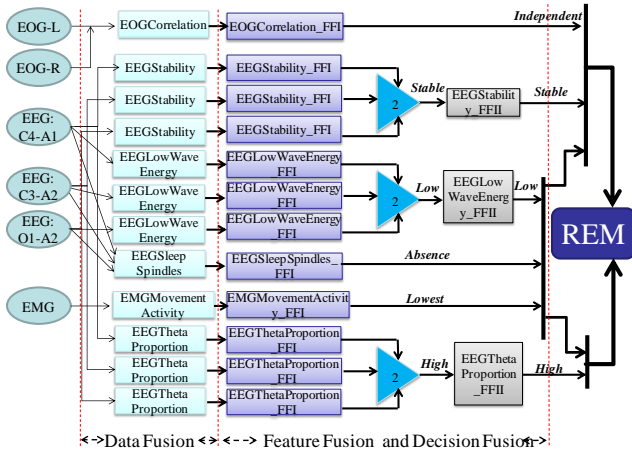 EOG-L
EOGCorrelation
EOGCorrelation_FFI
Independent
EOG-R
EEGStability
EEGStability_FFI
EEGStability
EEGStability_FFI
2
Stable
EEGStabili
ty_FFII
Stable
EEG:
C4-A1
EEGStability
EEGStability_FFI
EEGLowWave
Energy
EEGLowWaveEnergy
_FFI
EEG:
C3-A2
EEGLowWave
Energy
EEGLowWaveEnergy
_FFI
2
Low
EEGLow
WaveEnerg
y_FFII
Low
EEG:
O1-A2
EEGLowWave
Energy
EEGLowWaveEnergy
_FFI
REM
EEGSleep
Spindles
EEGSleepSpindles_
FFI
Absence
EMG
EMGMovement
Activity
EMGMovementActivit
y_FFI
Lowest
EEGTheta
Proportion
EEGThetaProportion
_FFI
EEGTheta
Proportion
EEGThetaProportion
_FFI
2
High
EEGTheta
Proportion
_FFII
High
EEGTheta
Proportion
EEGThetaProportion
_FFI
Data Fusion
Feature Fusion and Decision Fusion